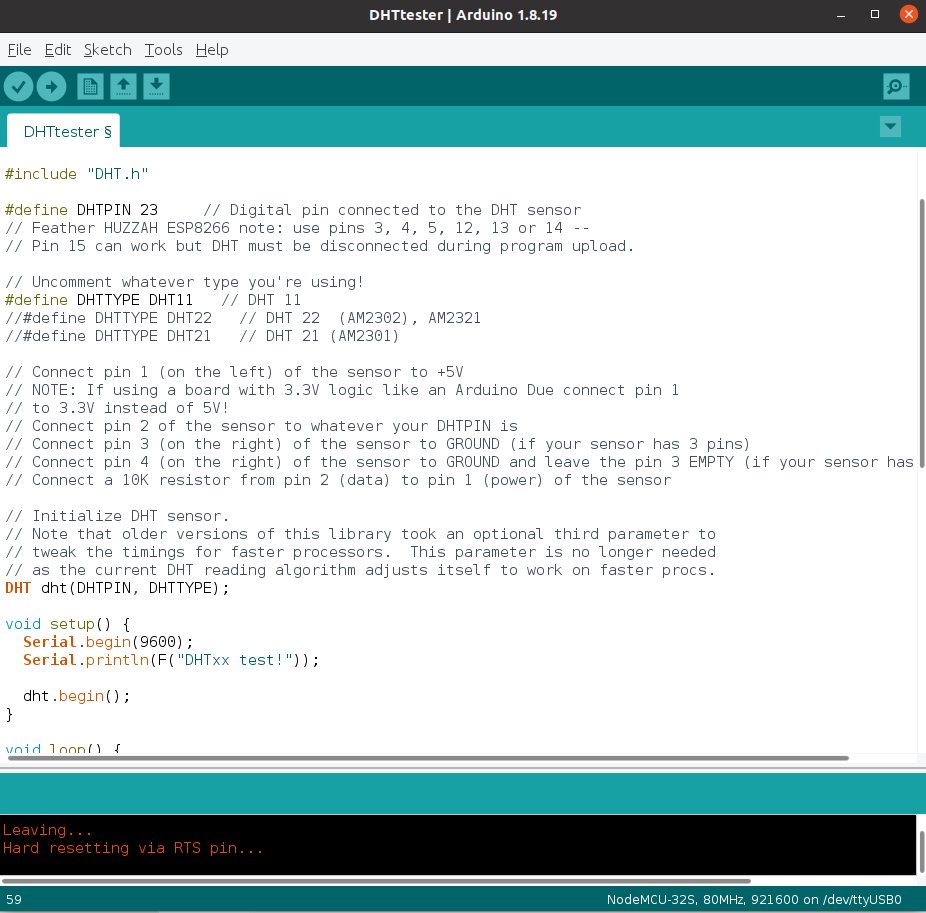 DHTtester | Arduino 1.8.19
File Edit Sketch Tools Help
DHTtester §
#include "DHT.h"
#define DHTPIN 23     // Digital pin connected to the DHT sensor
// Feather HUZZAH ESP8266 note: use pins 3, 4, 5, 12, 13 or 14 --
// Pin 15 can work but DHT must be disconnected during program upload.
// Uncomment whatever type you're using!
#define DHTTYPE DHT11   // DHT 11
//#define DHTTYPE DHT22   // DHT 22  (AM2302), AM2321
//#define DHTTYPE DHT21   // DHT 21 (AM2301)
// Connect pin 1 (on the left) of the sensor to +5V
// NOTE: If using a board with 3.3V logic like an Arduino Due connect pin 1
// to 3.3V instead of 5V!
// Connect pin 2 of the sensor to whatever your DHTPIN is
// Connect pin 3 (on the right) of the sensor to GROUND (if your sensor has 3 pins)
// Connect pin 4 (on the right) of the sensor to GROUND and leave the pin 3 EMPTY (if your sensor has
// Connect a 10K resistor from pin 2 (data) to pin 1 (power) of the sensor
// Initialize DHT sensor.
// Note that older versions of this library took an optional third parameter to
// tweak the timings for faster processors.  This parameter is no longer needed
// as the current DHT reading algorithm adjusts itself to work on faster procs.
DHT dht(DHTPIN, DHTTYPE);
void setup() {
  Serial.begin(9600);
  Serial.println(F("DHTxx test!"));
  dht.begin();
}
void loop() {
Leaving...
Hard resetting via RTS pin...
59
NodeMCU-32S, 80MHz, 921600 on /dev/ttyUSB0